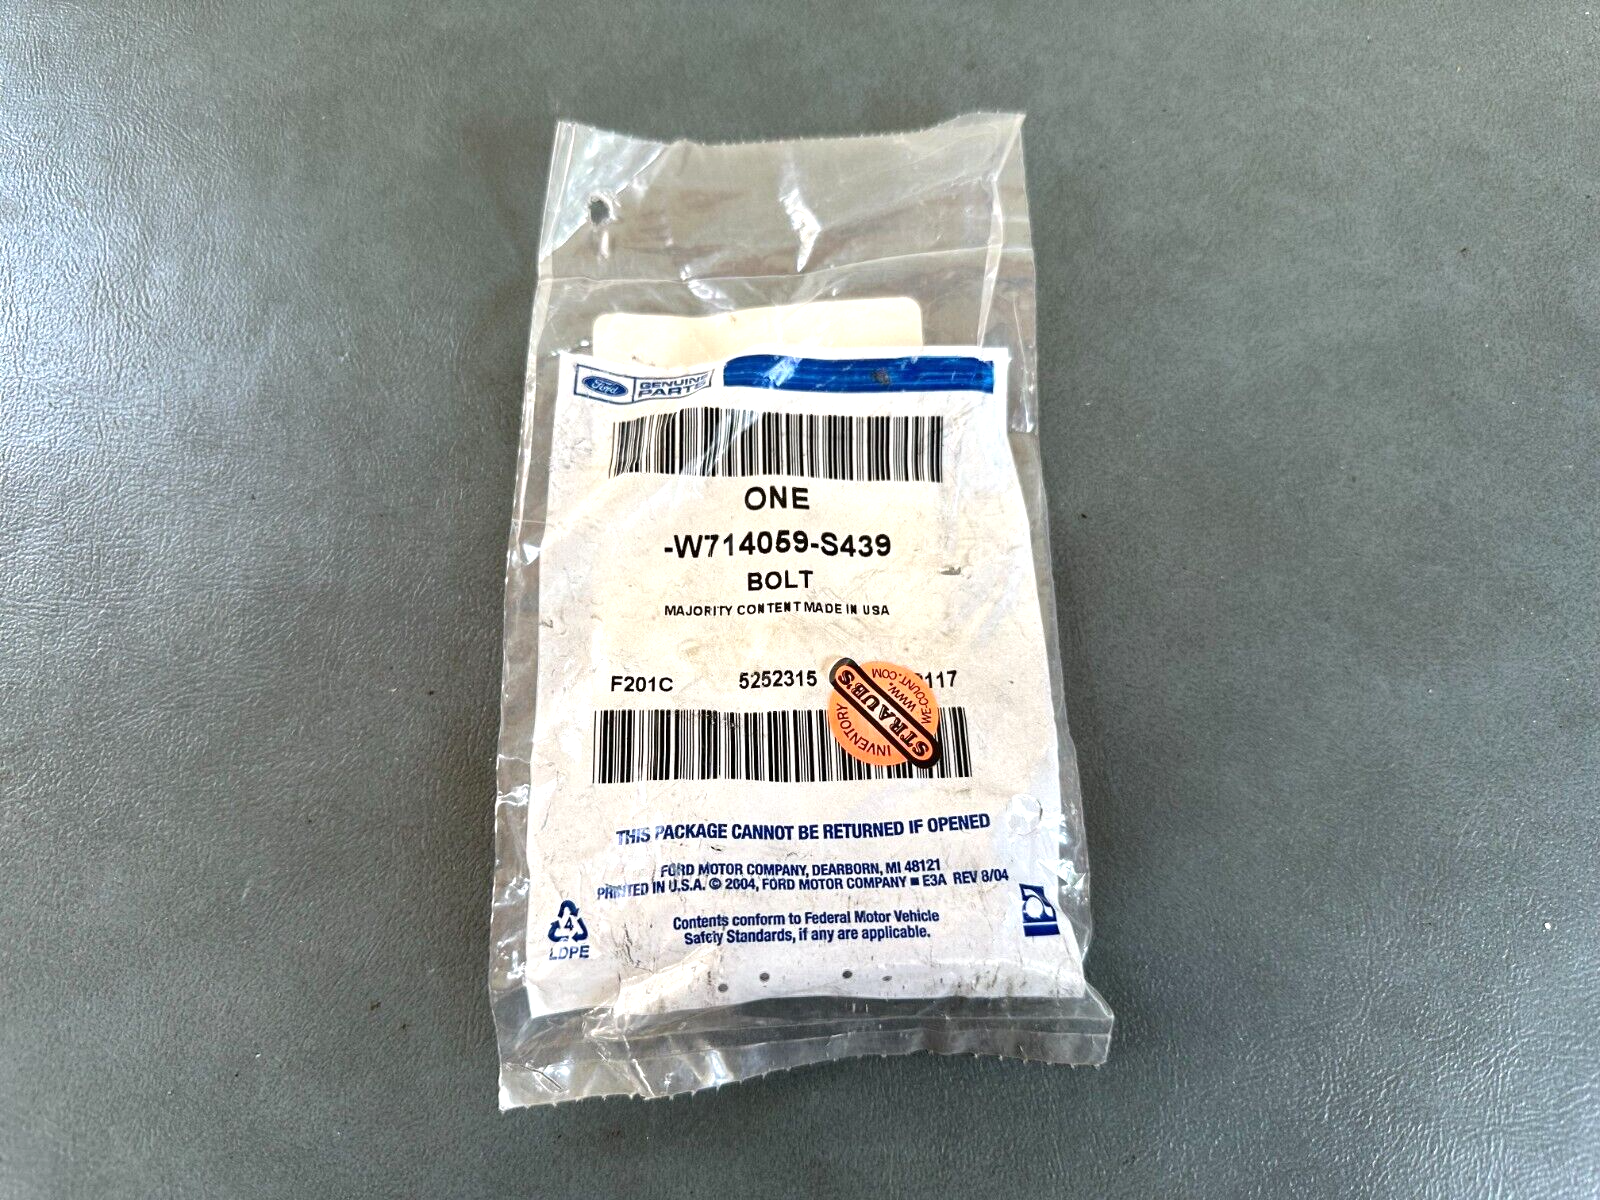 Ford GENUINE
PARTS
ONE
-W714059-S439
BOLT
MAJORITY CONTENT MADE IN USA
F201C 5252315 117
STRAUB'S
INVENTORY
WWW.
WE-COUNT.COM
THIS PACKAGE CANNOT BE RETURNED IF OPENED
FORD MOTOR COMPANY, DEARBORN, MI 48121
PRINTED IN U.S.A. © 2004, FORD MOTOR COMPANY ■ E3A REV 8/04
Contents conform to Federal Motor Vehicle
Safety Standards, if any are applicable.
4
LDPE